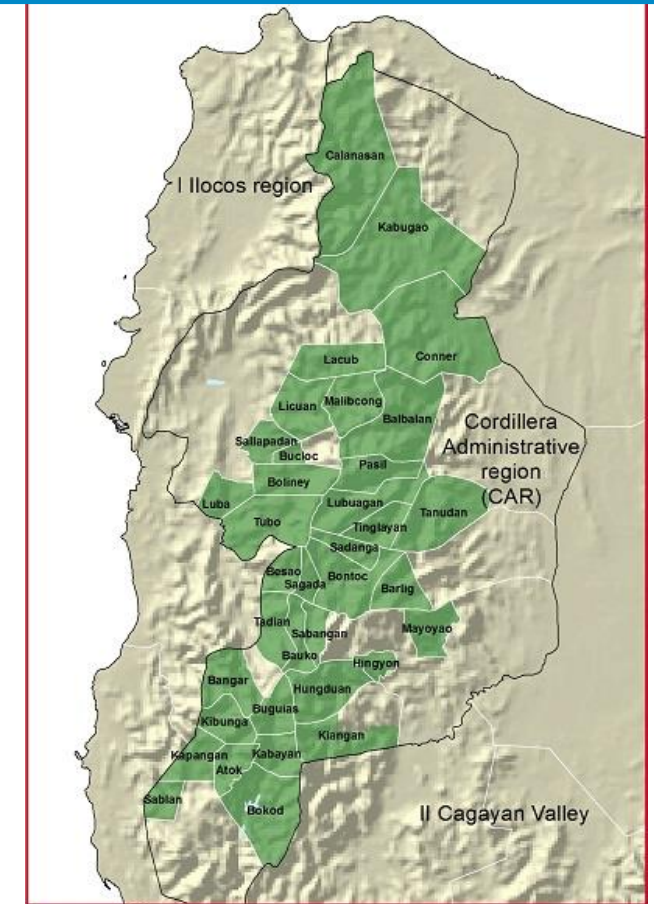 Calanasan
I Ilocos region
Kabugao
Lacub
Conner
Licuan
Malibcong
Balbalan
Cordillera
Administrative
region
(CAR)
Sallapadan
Bucloc
Pasil
Boliney
Luba
Lubuagan
Tanudan
Tubo
Tinglayan
Sadanga
Besao
Bontoc
Sagada
Barlig
Tadian
Sabangan
Mayoyao
Bauko
Hingyon
Bangar
Hungduan
Buguias
Kibunga
Kiangan
Kapangan
Kabayan
Atok
Sablan
Bokod
II Cagayan Valley